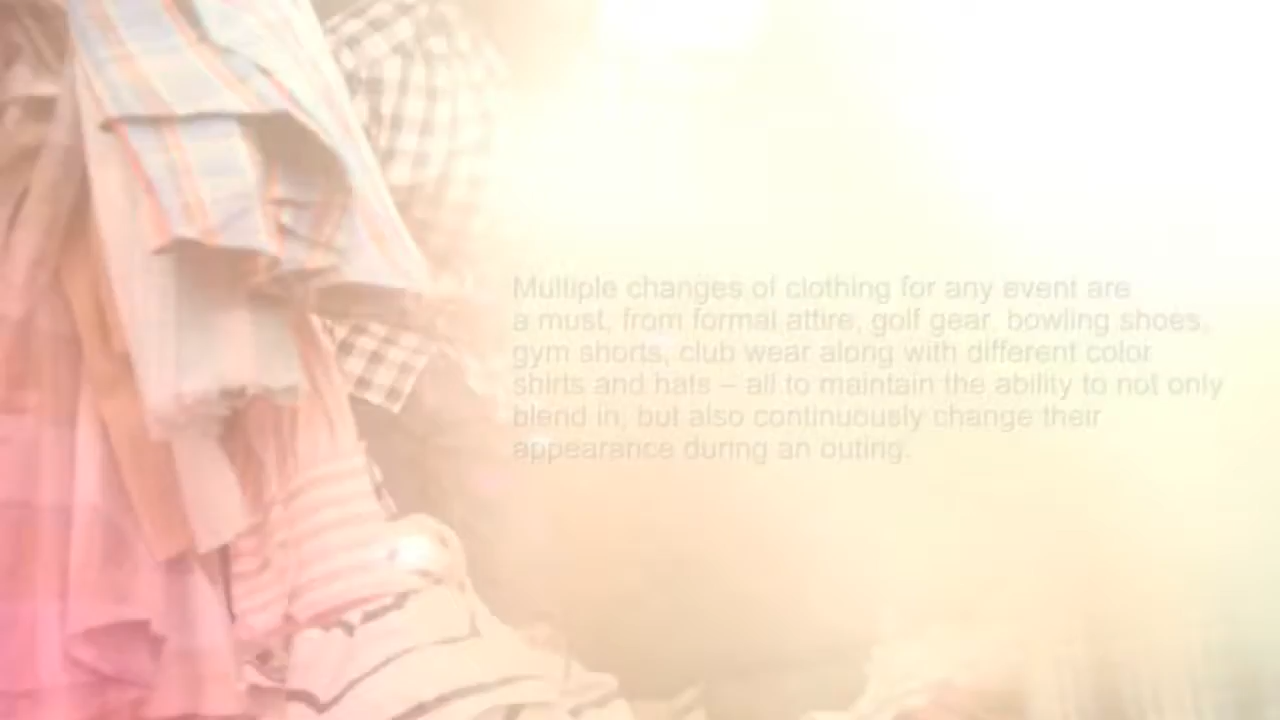 Multiple changes of clothing for any event are
a must, from formal attire, golf gear, bowling shoes,
gym shorts, club wear along with different color
shirts and hats – all to maintain the ability to not only
blend in, but also continuously change their
appearance during an outing.